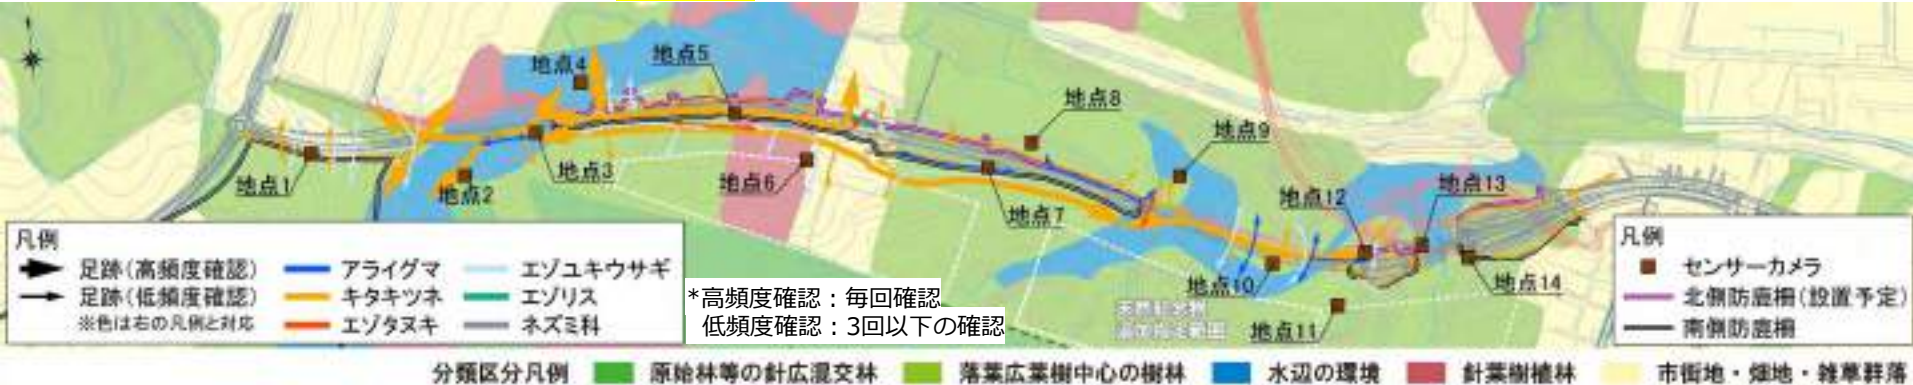 地点4
地点5
地点8
地点9
地点1
地点2
地点3
地点6
地点7
地点12
地点13
地点10
地点11
地点14
凡例
足跡(高頻度確認)
足跡(低頻度確認)
※色は右の凡例と対応
アライグマ
キタキツネ
エゾタヌキ
エゾユキウサギ
エゾリス
ネズミ科
*高頻度確認：毎回確認
低頻度確認：3回以下の確認
天然記念物
凡例
センサーカメラ
北側防鹿柵(設置予定)
南側防鹿柵
分類区分凡例 原始林等の針広混交林 落葉広葉樹中心の樹林 水辺の環境 針葉樹植林 市街地・畑地・雑草群落